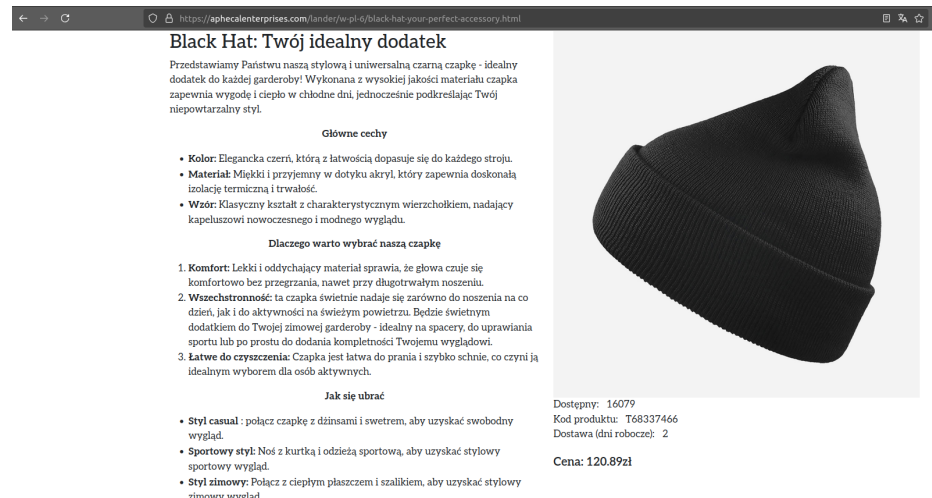 https://aphecalenterprises.com/lander/w-pl-6/black-hat-your-perfect-accessory.html
Black Hat: Twój idealny dodatek
Przedstawiamy Państwu naszą stylową i uniwersalną czarną czapkę - idealny
dodatek do każdej garderoby! Wykonana z wysokiej jakości materiału czapka
zapewnia wygodę i ciepło w chłodne dni, jednocześnie podkreślając Twój
niepowtarzalny styl.
Główne cechy
• Kolor: Elegancka czerń, którą z łatwością dopasuje się do każdego stroju.
• Materiał: Miękki i przyjemny w dotyku akryl, który zapewnia doskonałą
izolację termiczną i trwałość.
• Wzór: Klasyczny kształt z charakterystycznym wierzchołkiem, nadający
kapeluszowi nowoczesnego i modnego wyglądu.
Dlaczego warto wybrać naszą czapkę
1. Komfort: Lekki i oddychający materiał sprawia, że głowa czuje się
komfortowo bez przegrzania, nawet przy długotrwałym noszeniu.
2. Wszechstronność: ta czapka świetnie nadaje się zarówno do noszenia na co
dzień, jak i do aktywności na świeżym powietrzu. Będzie świetnym
dodatkiem do Twojej zimowej garderoby - idealny na spacery, do uprawiania
sportu lub po prostu do dodania kompletności Twojemu wyglądowi.
3. Łatwe do czyszczenia: Czapka jest łatwa do prania i szybko schnie, co czyni ją
idealnym wyborem dla osób aktywnych.
Jak się ubrać
• Styl casual : połącz czapkę z dżinsami i swetrem, aby uzyskać swobodny
wygląd.
• Sportowy styl: Noś z kurtką i odzieżą sportową, aby uzyskać stylowy
sportowy wygląd.
• Styl zimowy: Połącz z ciepłym płaszczem i szalikiem, aby uzyskać stylowy
zimowy wygląd.
Dostępny: 16079
Kod produktu: T68337466
Dostawa (dni robocze): 2
Cena: 120.89zł